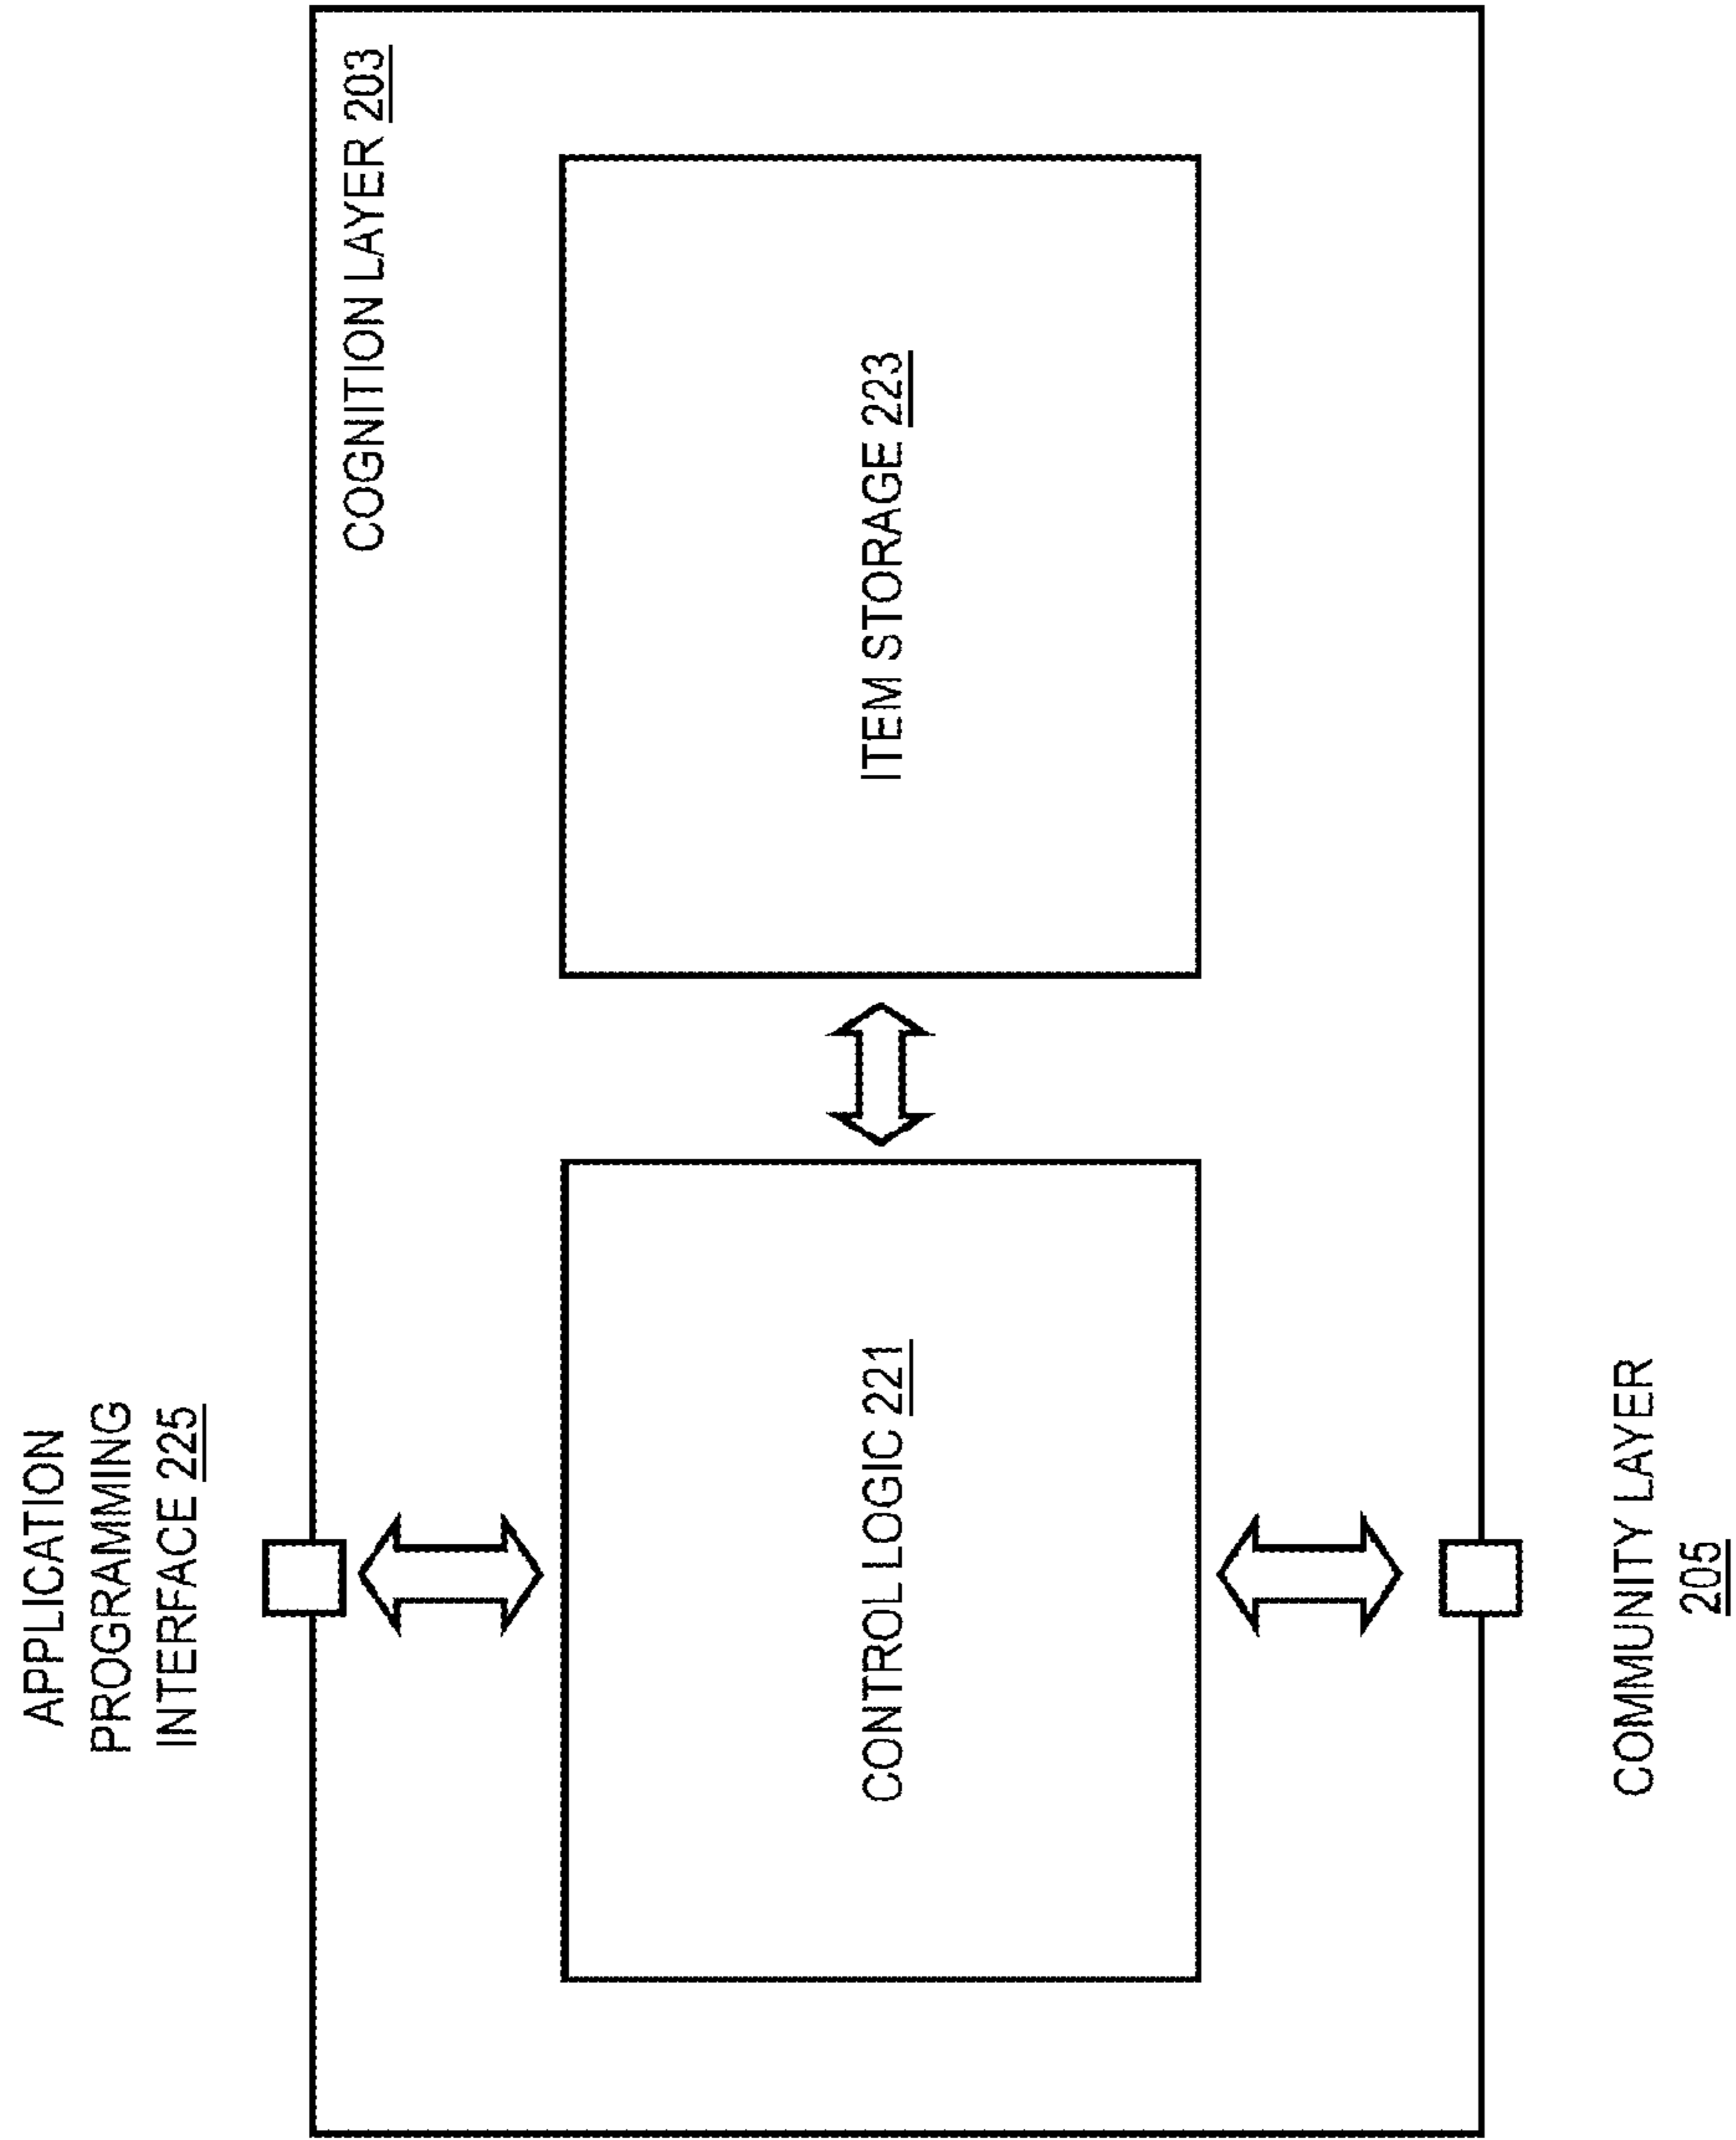 APPLICATION
PROGRAMMING
INTERFACE 225
COGNITION LAYER 203
CONTROL LOGIC 221
ITEM STORAGE 223
COMMUNITY LAYER
205